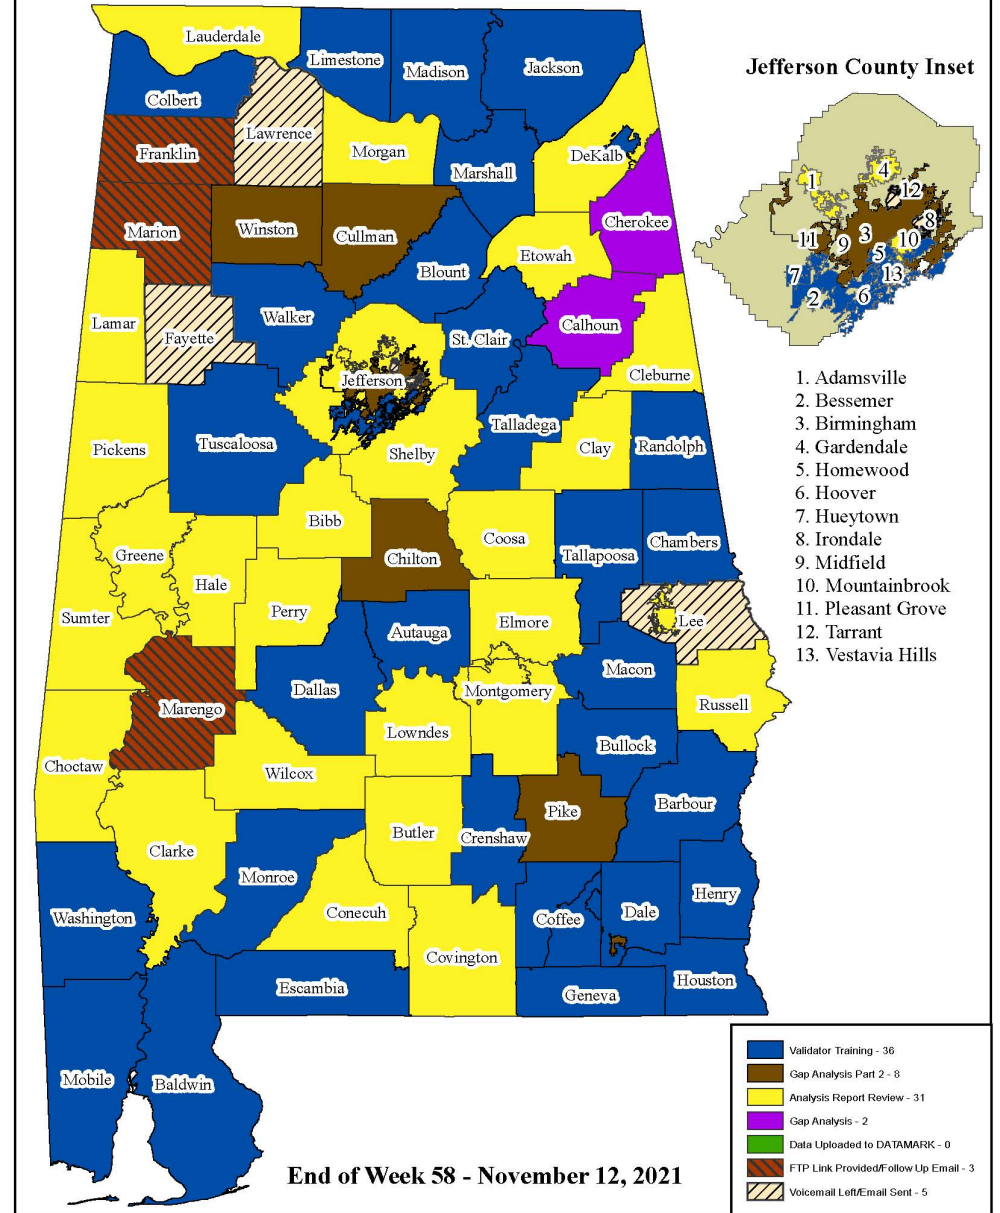 Lauderdale
Limestone
Madison
Jackson
Colbert
Lawrence
Franklin
Morgan
DeKalb
Marshall
Cherokee
Marion
Winston
Cullman
Etowah
Blount
Lamar
Fayette
Walker
St. Clair
Calhoun
Jefferson
Cleburne
Pickens
Tuscaloosa
Shelby
Talladega
Clay
Randolph
Bibb
Chilton
Coosa
Tallapoosa
Chambers
Greene
Hale
Sumter
Perry
Autauga
Elmore
Lee
Macon
Dallas
Montgomery
Marengo
Russell
Lowndes
Bullock
Choctaw
Wilcox
Barbour
Pike
Butler
Crenshaw
Clarke
Monroe
Henry
Washington
Conecuh
Coffee
Dale
Covington
Escambia
Geneva
Houston
Mobile
Baldwin
Jefferson County Inset
1
4
12
8
3
11
9
10
5
7
13
2
6
1. Adamsville
2. Bessemer
3. Birmingham
4. Gardendale
5. Homewood
6. Hoover
7. Hueytown
8. Irondale
9. Midfield
10. Mountainbrook
11. Pleasant Grove
12. Tarrant
13. Vestavia Hills
Validator Training - 36
Gap Analysis Part 2 - 8
Analysis Report Review - 31
Gap Analysis - 2
Data Uploaded to DATAMARK - 0
FTP Link Provided/Follow Up Email - 3
Voicemail Left/Email Sent - 5
End of Week 58 - November 12, 2021